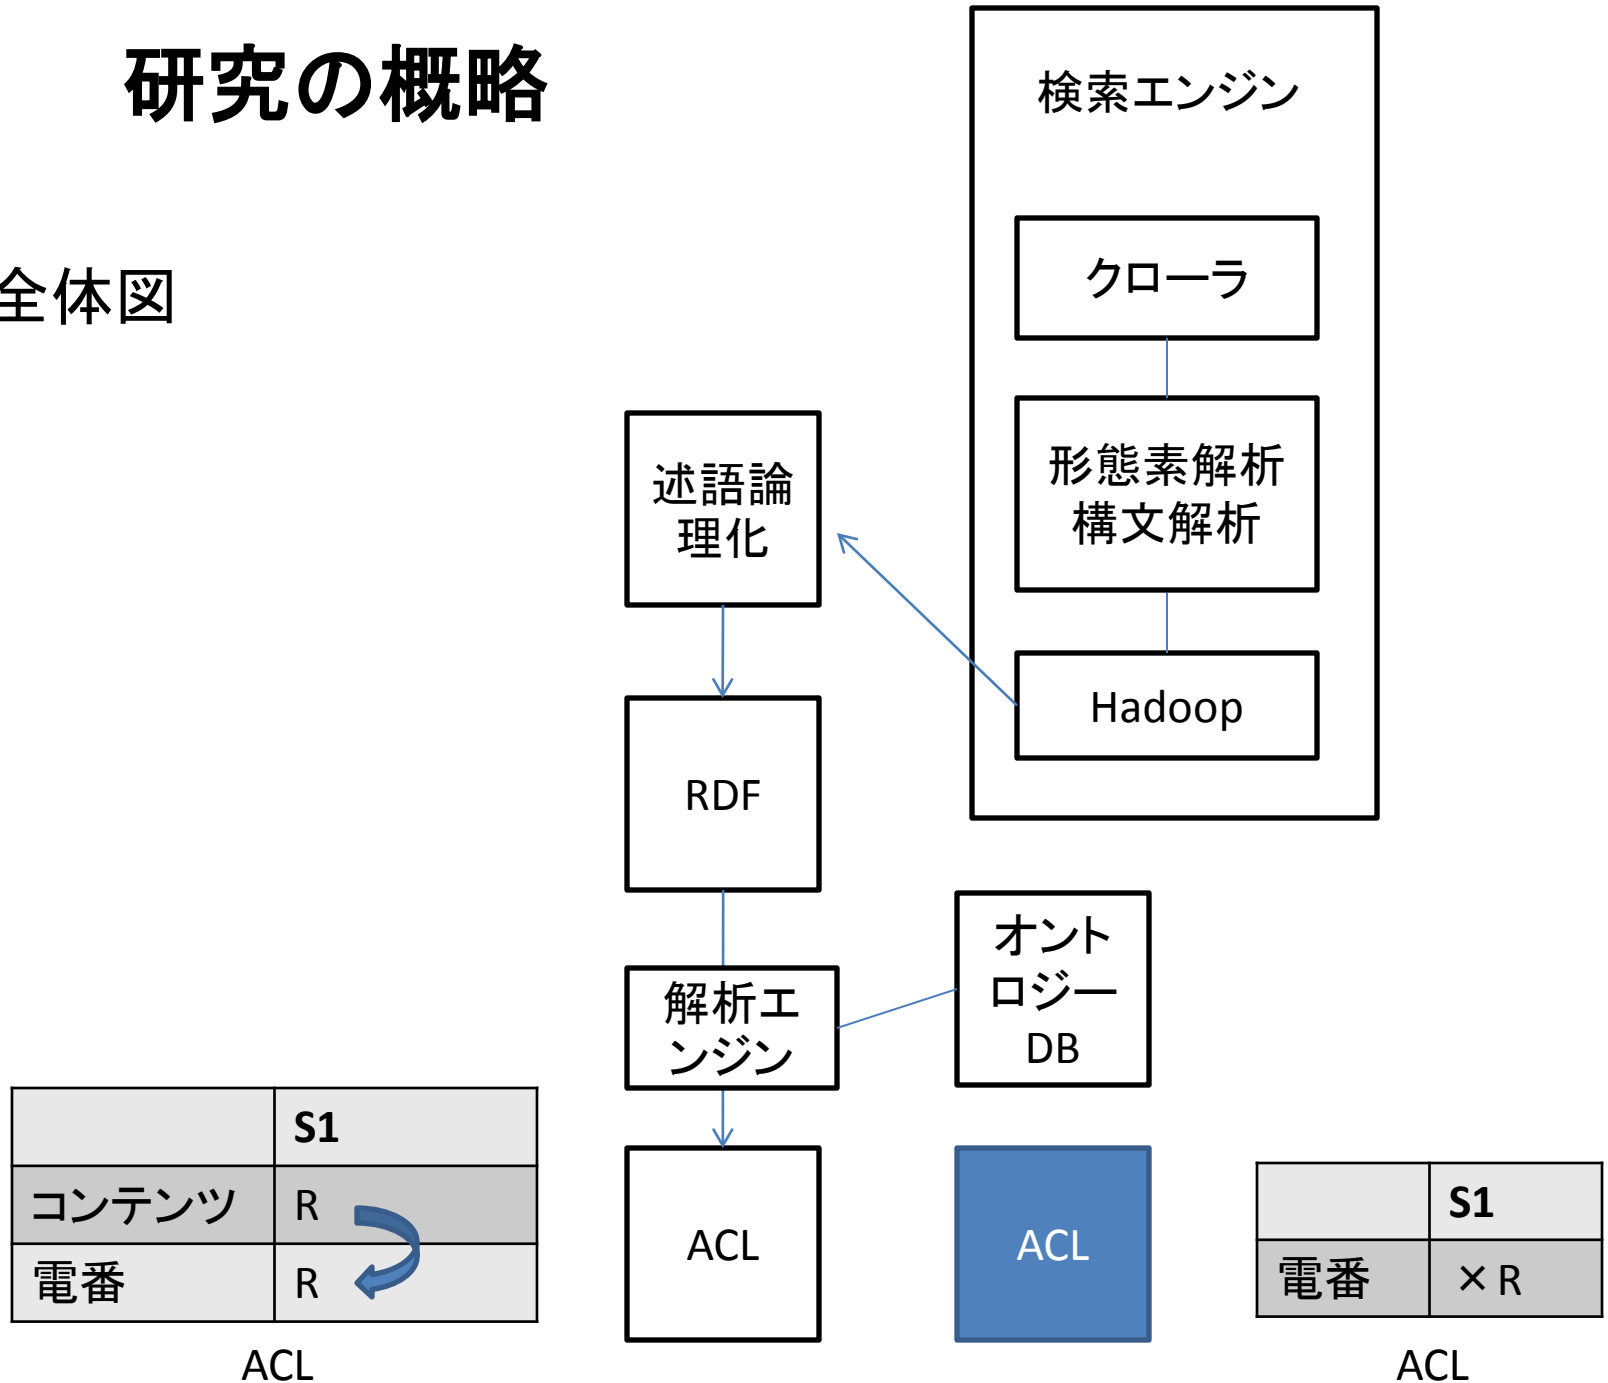 研究の概略
全体図
検索エンジン
クローラ
形態素解析
構文解析
Hadoop
述語論
理化
RDF
解析エ
ンジン
オント
ロジー
DB
ACL
ACL
S1
コンテンツ R
電番 R
ACL
S1
電番 ×R
ACL